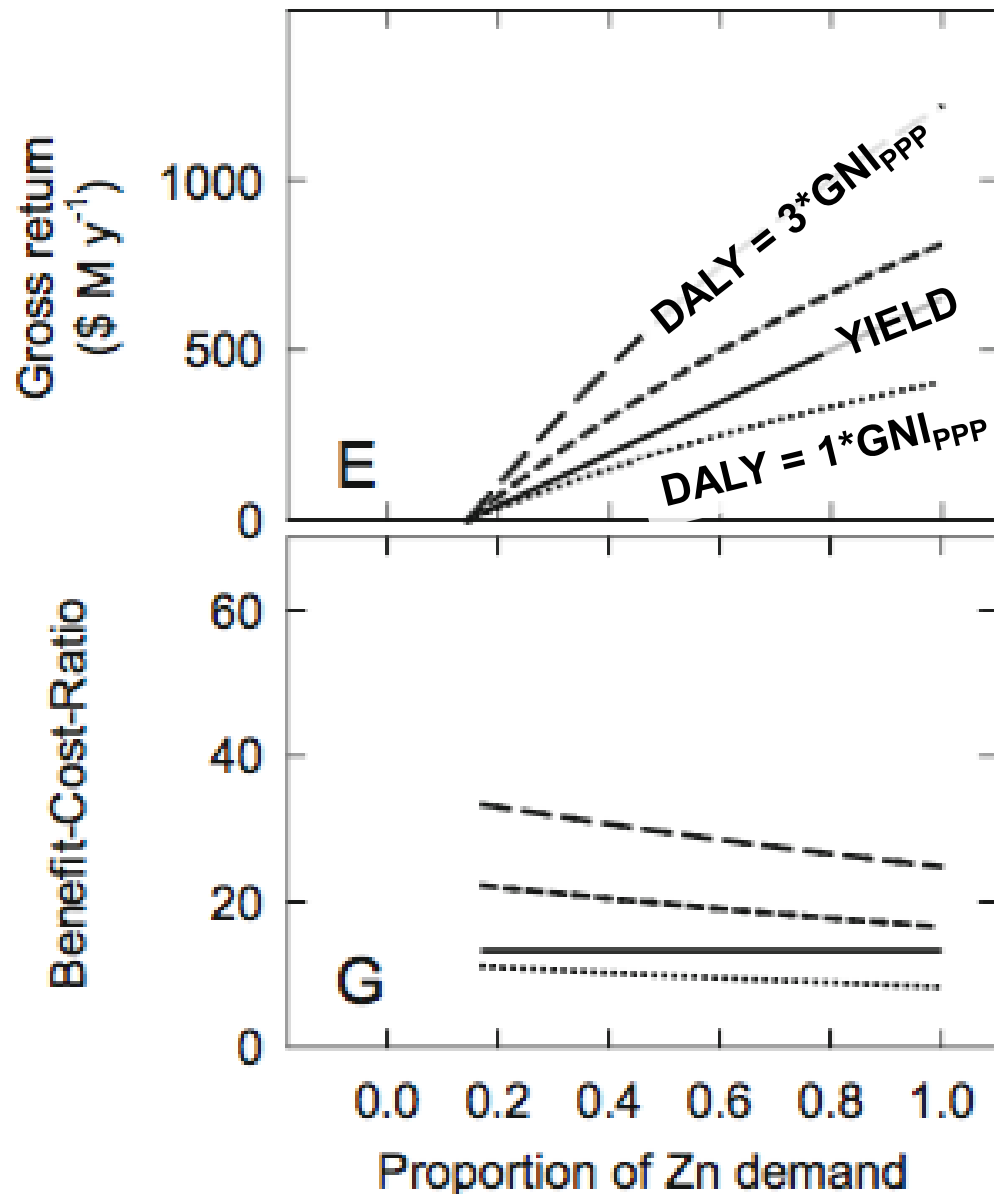 Gross return
($ M y⁻¹)
1000
500
0
E
DALY = 3*GNIPPP
YIELD
DALY = 1*GNIPPP
Benefit-Cost-Ratio
60
40
20
0
G
0.0 0.2 0.4 0.6 0.8 1.0
Proportion of Zn demand